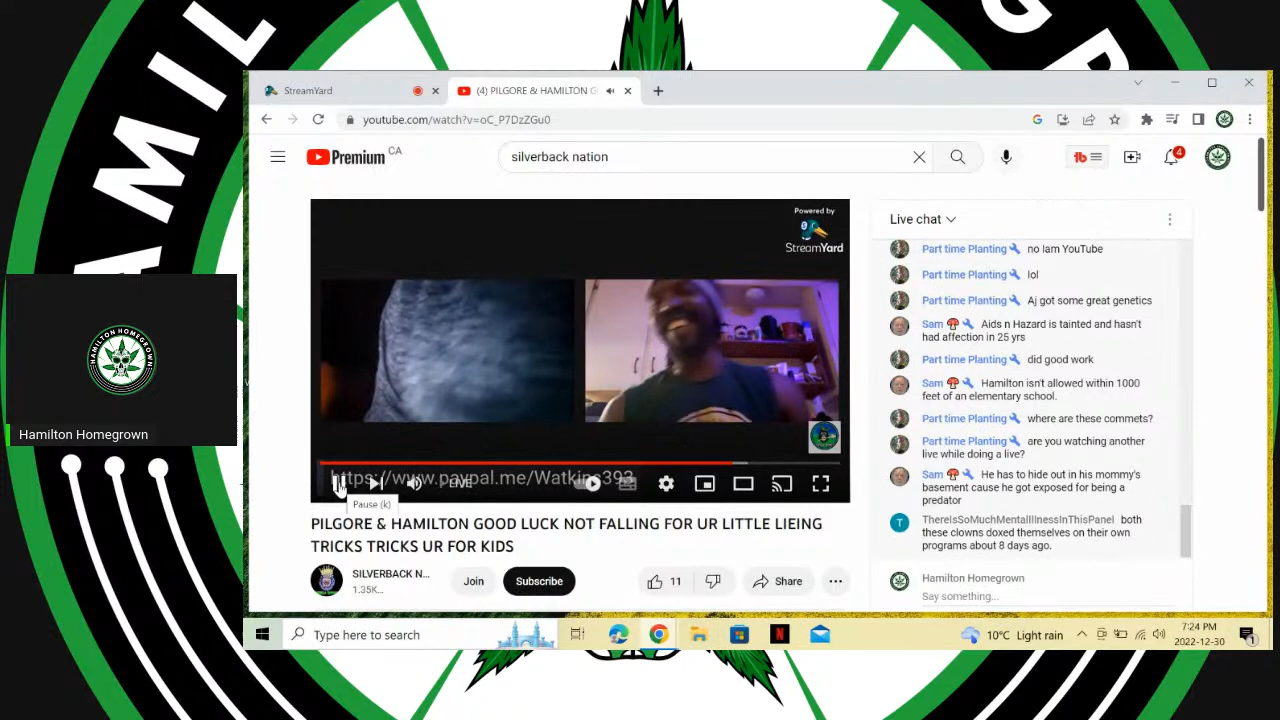 AMIL
GR
StreamYard
(4) PILGORE & HAMILTON G
youtube.com/watch?v=oC_P7DzZGu0
Premium CA
silverback nation
4
Powered by
StreamYard
https://www.paypal.me/Watkins393
LIVE
Pause (k)
PILGORE & HAMILTON GOOD LUCK NOT FALLING FOR UR LITTLE LIEING
TRICKS TRICKS UR FOR KIDS
SILVERBACK N...
1.35K...
Join
Subscribe
11
Share
Live chat
Part time Planting no Iam YouTube
Part time Planting lol
Part time Planting Aj got some great genetics
Sam Aids n Hazard is tainted and hasn't
had affection in 25 yrs
Part time Planting did good work
Sam Hamilton isn't allowed within 1000
feet of an elementary school.
Part time Planting where are these commets?
Part time Planting are you watching another
live while doing a live?
Sam He has to hide out in his mommy's
basement cause he got exposed for being a
predator
T
ThereIsSoMuchMentalIllnessInThisPanel both
these clowns doxed themselves on their own
programs about 8 days ago.
Hamilton Homegrown
Say something...
HAMILTON HOMEGROWN
Hamilton Homegrown
Type here to search
10°C Light rain
7:24 PM
2022-12-30
1